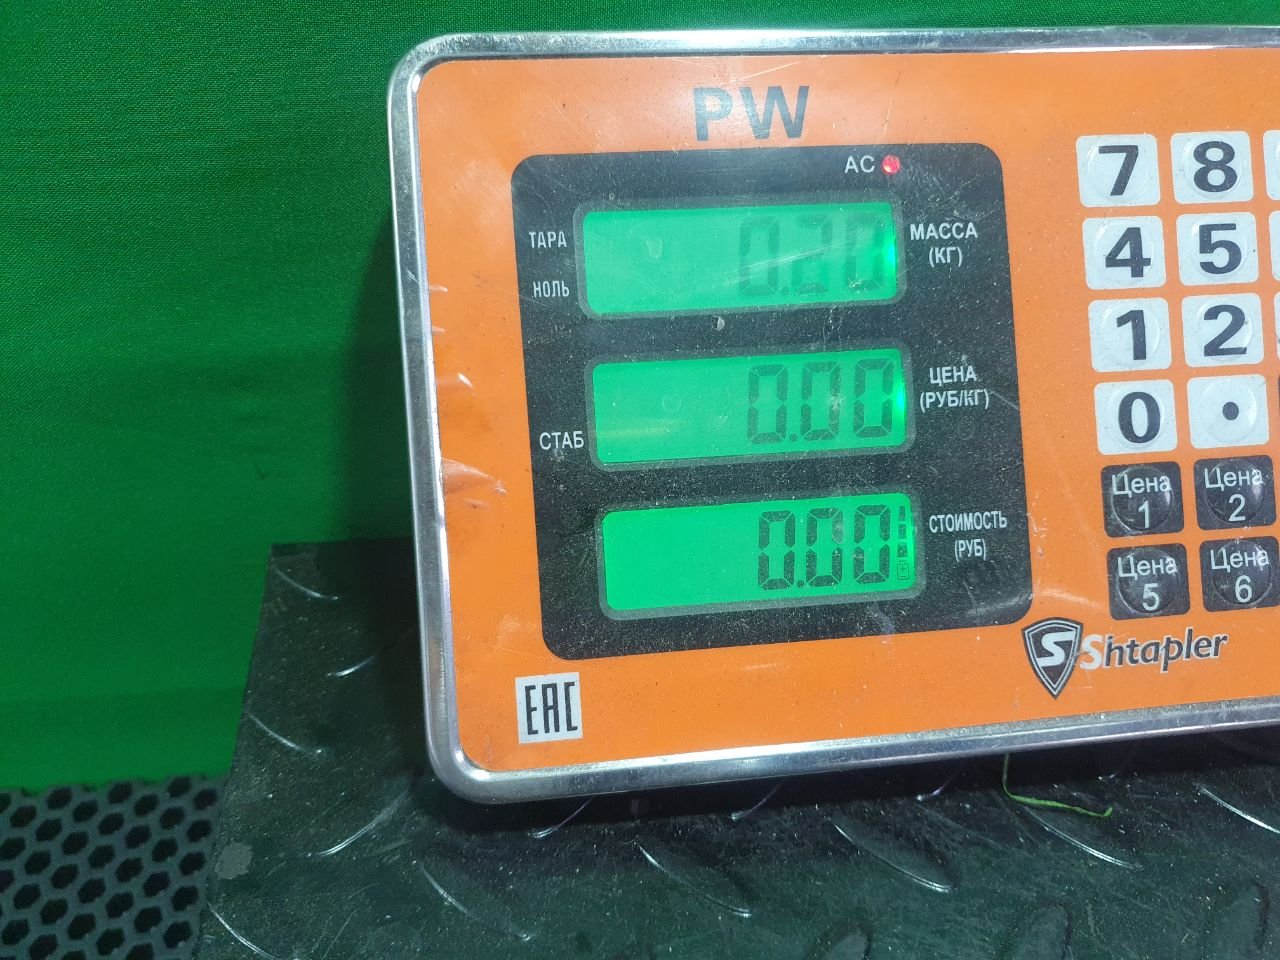 PW
AC
ТАРА
НОЛЬ
0.20
МАССА
(КГ)
СТАБ
0.00
ЦЕНА
(РУБ/КГ)
0.00
СТОИМОСТЬ
(РУБ)
7 8
4 5
1 2
0 .
Цена 1
Цена 2
Цена 5
Цена 6
S Shtapler
EAC